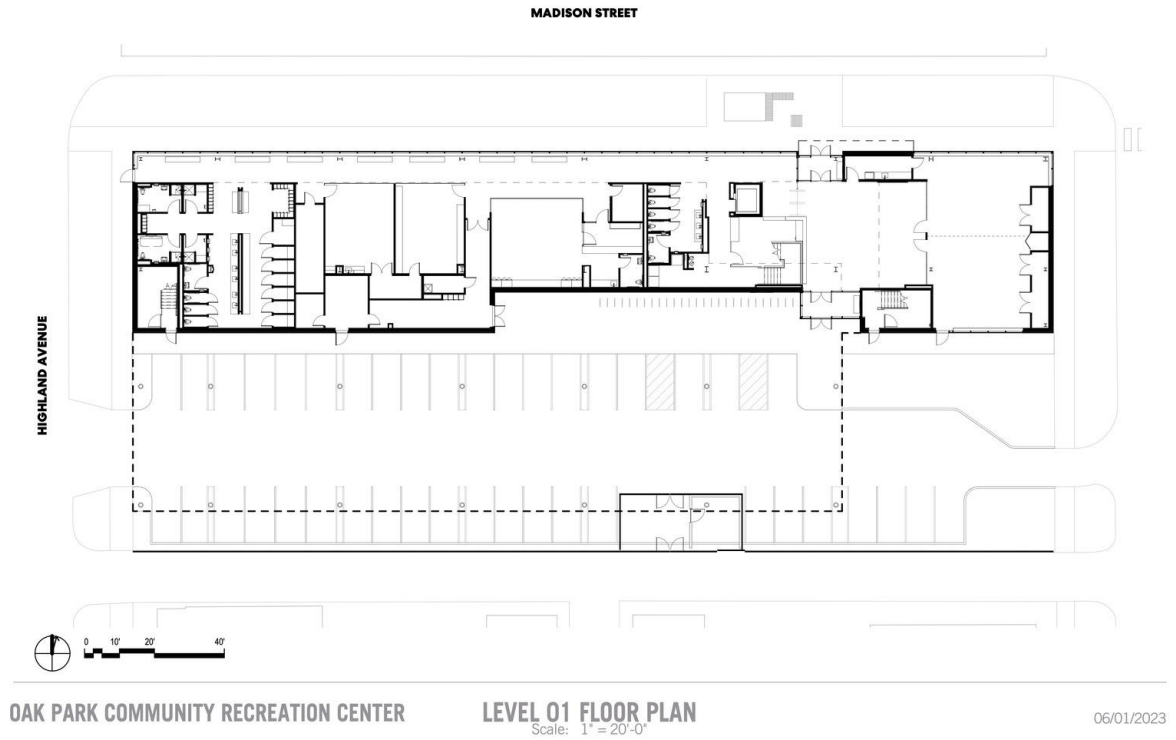 MADISON STREET
HIGHLAND AVENUE
0 10' 20' 40'
OAK PARK COMMUNITY RECREATION CENTER
LEVEL 01 FLOOR PLAN
Scale: 1" = 20'-0"
06/01/2023